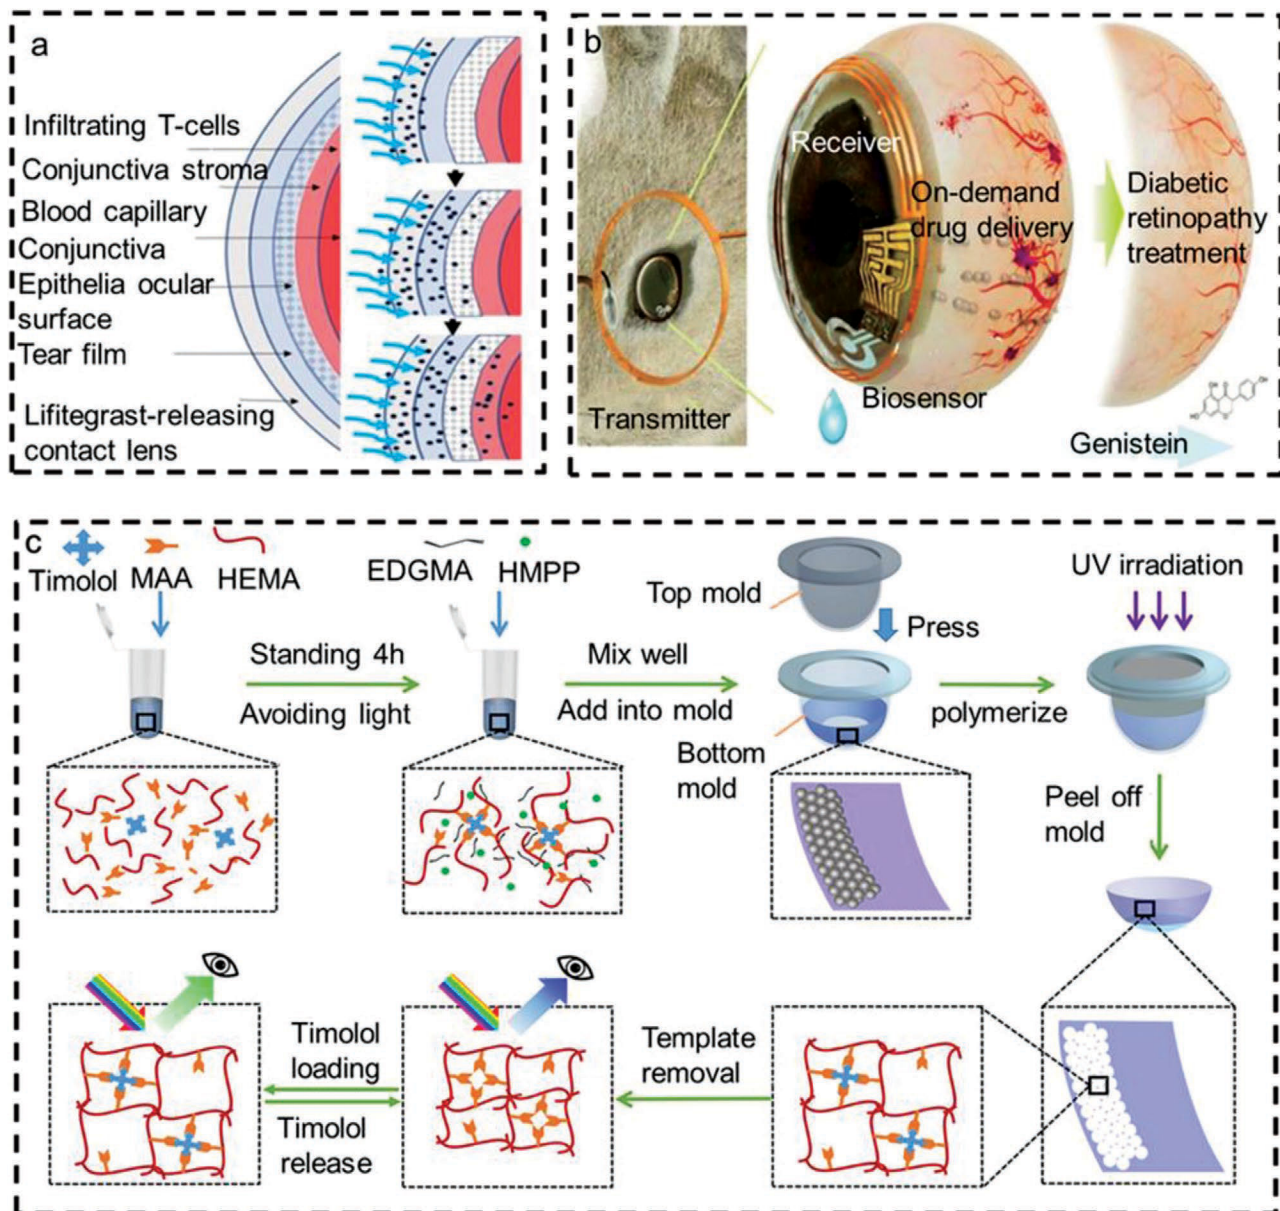 a
Infiltrating T-cells
Conjunctiva stroma
Blood capillary
Conjunctiva
Epithelia ocular
surface
Tear film
Lifitegrast-releasing
contact lens
b
Transmitter
Receiver
On-demand
drug delivery
Biosensor
Diabetic
retinopathy
treatment
Genistein
OH
O
OH
HO
O
c
Timolol
MAA
HEMA
EDGMA
HMPP
Standing 4h
Avoiding light
Mix well
Add into mold
Top mold
Press
Bottom
mold
polymerize
UV irradiation
Peel off
mold
Template
removal
Timolol
loading
Timolol
release